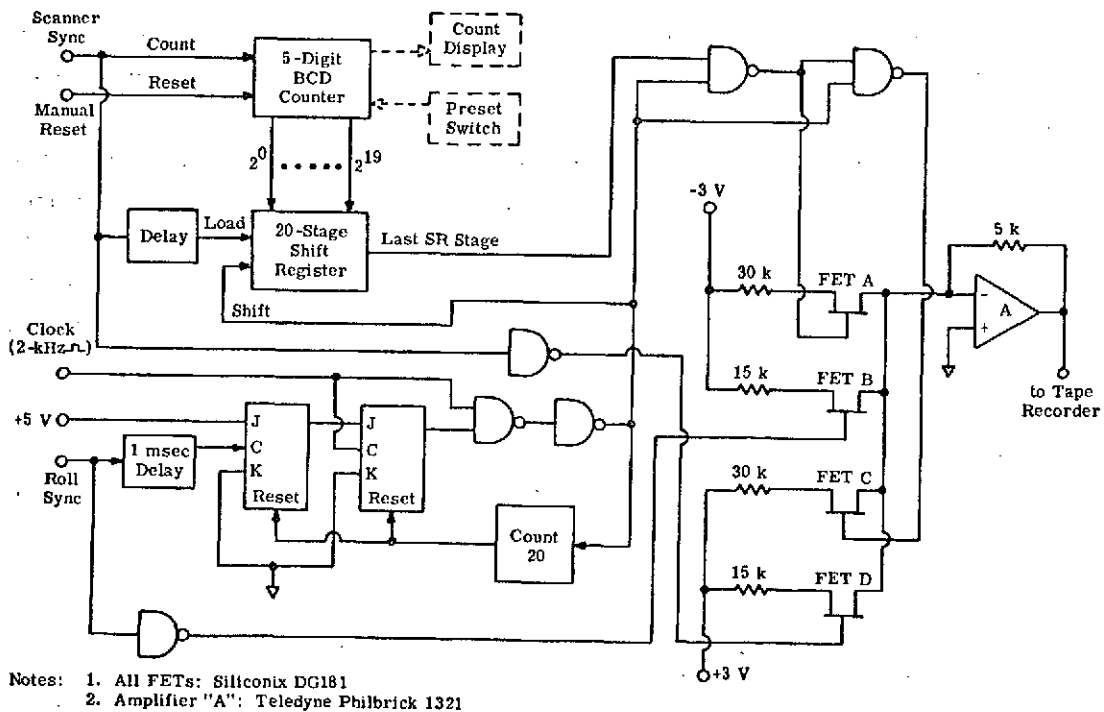 Scanner
Sync
Count
5-Digit
BCD
Counter
Count
Display
Reset
Manual
Reset
Preset
Switch
2^0
2^19
Delay
Load
20-Stage
Shift
Register
Last SR Stage
Shift
Clock
(2-kHz)
+5 V
J
C
K
Reset
J
C
K
Reset
1 msec
Delay
Roll
Sync
Count
20
-3 V
30 k
FET A
15 k
FET B
30 k
FET C
15 k
FET D
+3 V
5 k
-
+
A
to Tape
Recorder
Notes: 1. All FETs: Siliconix DG181
2. Amplifier "A": Teledyne Philbrick 1321